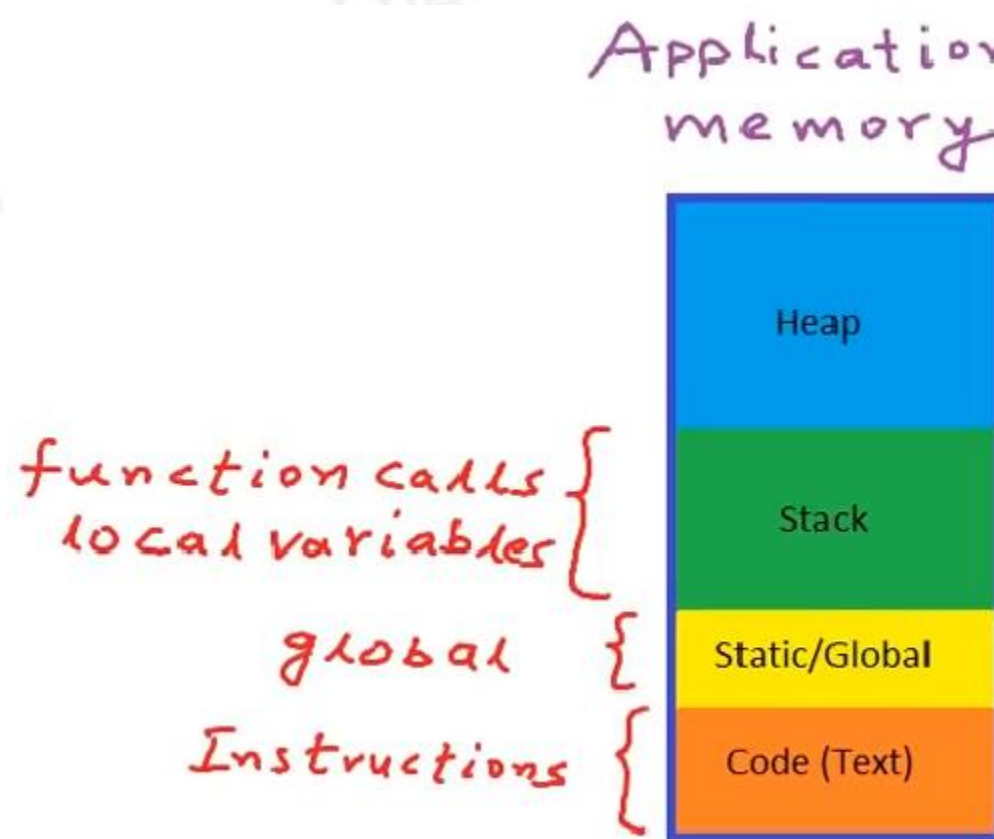 Application
memory
Heap
function calls
local variables
Stack
global
Static/Global
Instructions
Code (Text)